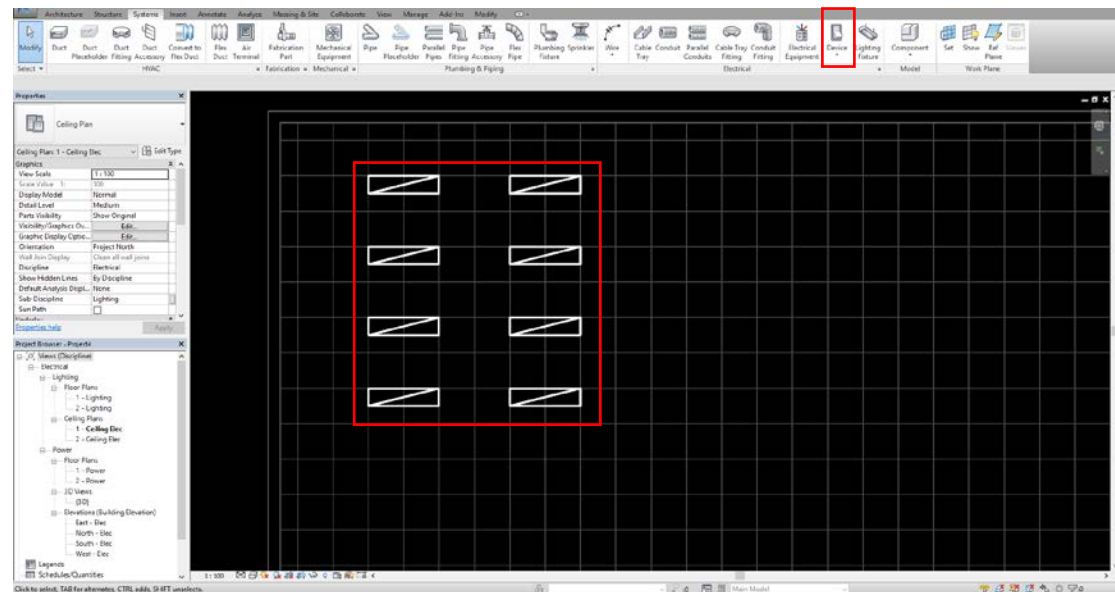 Architecture Structure Systems Insert Annotate Analyze Massing & Site Collaborate View Manage Add-Ins Modify
Modify Duct Duct Placeholder Duct Fitting Duct Accessory Convert to Flex Duct Flex Duct Air Terminal Fabrication Part Mechanical Equipment Pipe Pipe Placeholder Parallel Pipes Pipe Fitting Pipe Accessory Flex Pipe Plumbing Fixture Sprinkler Wire Cable Tray Conduit Parallel Conduits Cable Tray Fitting Conduit Fitting Electrical Equipment Device Lighting Fixture Component Set Show Ref Plane Viewer
Select HVAC Fabrication Mechanical Plumbing & Piping Electrical Model Work Plane
Properties
Ceiling Plan
Ceiling Plan: 1 - Ceiling Elec Edit Type
Graphics
View Scale 1 : 100
Scale Value 1: 100
Display Model Normal
Detail Level Medium
Parts Visibility Show Original
Visibility/Graphics Ov... Edit...
Graphic Display Optio... Edit...
Orientation Project North
Wall Join Display Clean all wall joins
Discipline Electrical
Show Hidden Lines By Discipline
Default Analysis Displ... None
Sub-Discipline Lighting
Sun Path
Underlay
Properties help Apply
Project Browser - Project4
Views (Discipline)
Electrical
Lighting
Floor Plans
1 - Lighting
2 - Lighting
Ceiling Plans
1 - Ceiling Elec
2 - Ceiling Elec
Power
Floor Plans
1 - Power
2 - Power
3D Views
{3D}
Elevations (Building Elevation)
East - Elec
North - Elec
South - Elec
West - Elec
Legends
Schedules/Quantities
1 : 100
Click to select, TAB for alternates, CTRL adds, SHIFT unselects.
:0
Main Model
:0